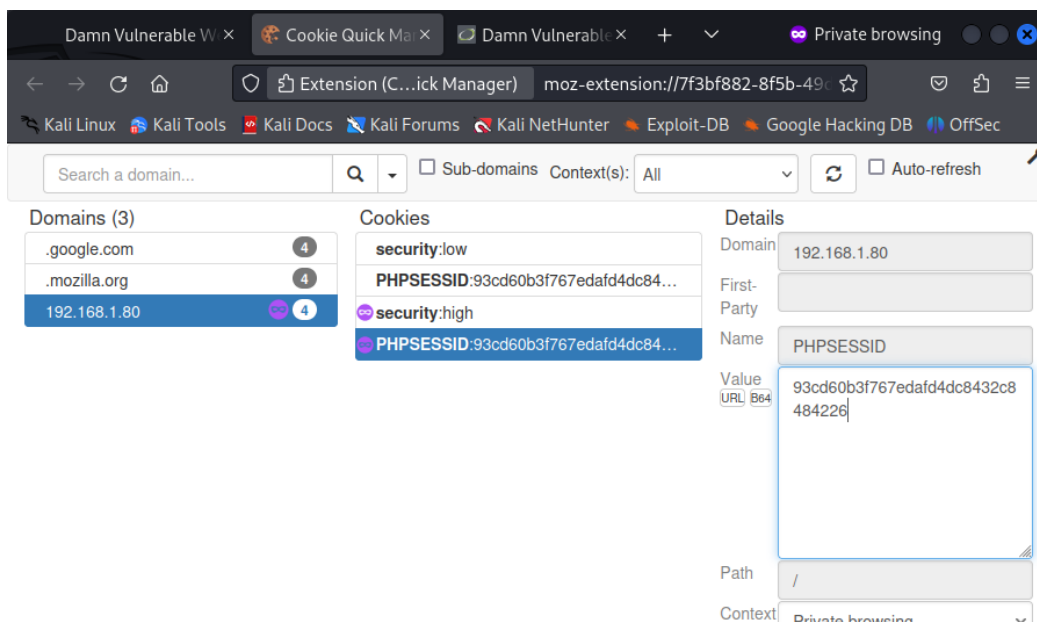 Damn Vulnerable W
Cookie Quick Ma
Damn Vulnerable
Private browsing
Extension (C...ick Manager)
moz-extension://7f3bf882-8f5b-49
Kali Linux
Kali Tools
Kali Docs
Kali Forums
Kali NetHunter
Exploit-DB
Google Hacking DB
OffSec
Search a domain...
Sub-domains
Context(s):
All
Auto-refresh
Domains (3)
.google.com
4
.mozilla.org
4
192.168.1.80
4
Cookies
security:low
PHPSESSID:93cd60b3f767edafd4dc84...
security:high
PHPSESSID:93cd60b3f767edafd4dc84...
Details
Domain
192.168.1.80
First-
Party
Name
PHPSESSID
Value
URL
B64
93cd60b3f767edafd4dc8432c8
484226
Path
/
Context
Private browsing